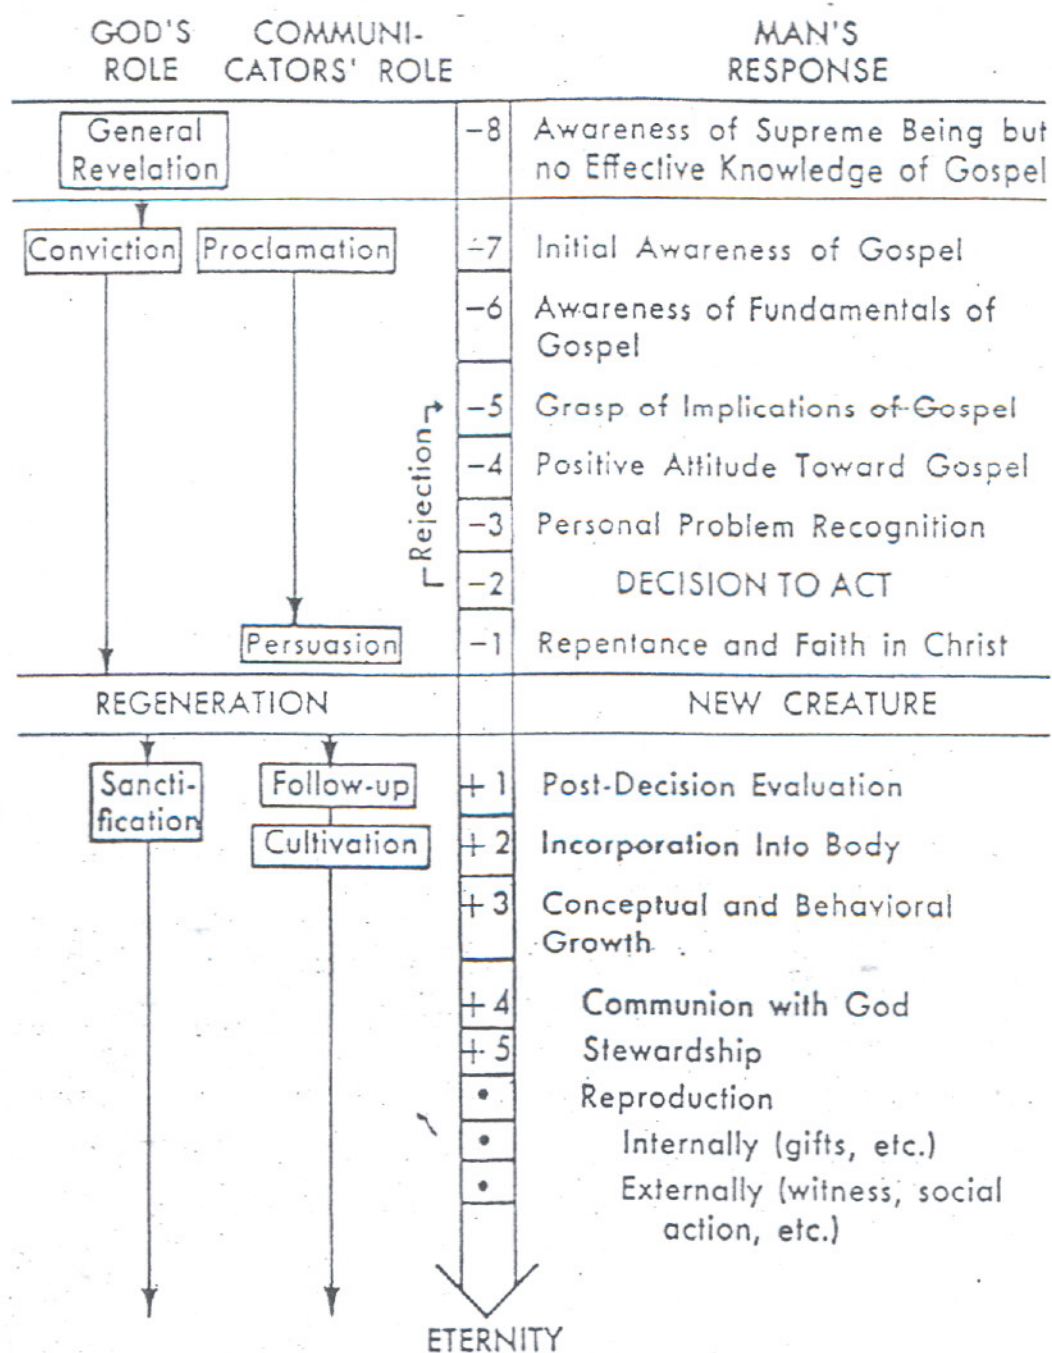 GOD'S COMMUNI- MAN'S
ROLE CATORS' ROLE RESPONSE
General -8 Awareness of Supreme Being but
Revelation no Effective Knowledge of Gospel
Conviction Proclamation -7 Initial Awareness of Gospel
-6 Awareness of Fundamentals of
Gospel
-5 Grasp of Implications of Gospel
-4 Positive Attitude Toward Gospel
Rejection
-3 Personal Problem Recognition
-2 DECISION TO ACT
Persuasion -1 Repentance and Faith in Christ
REGENERATION NEW CREATURE
Sancti- Follow-up +1 Post-Decision Evaluation
fication
Cultivation +2 Incorporation Into Body
+3 Conceptual and Behavioral
Growth
+4 Communion with God
+5 Stewardship
• Reproduction
• Internally (gifts, etc.)
• Externally (witness, social
action, etc.)
ETERNITY